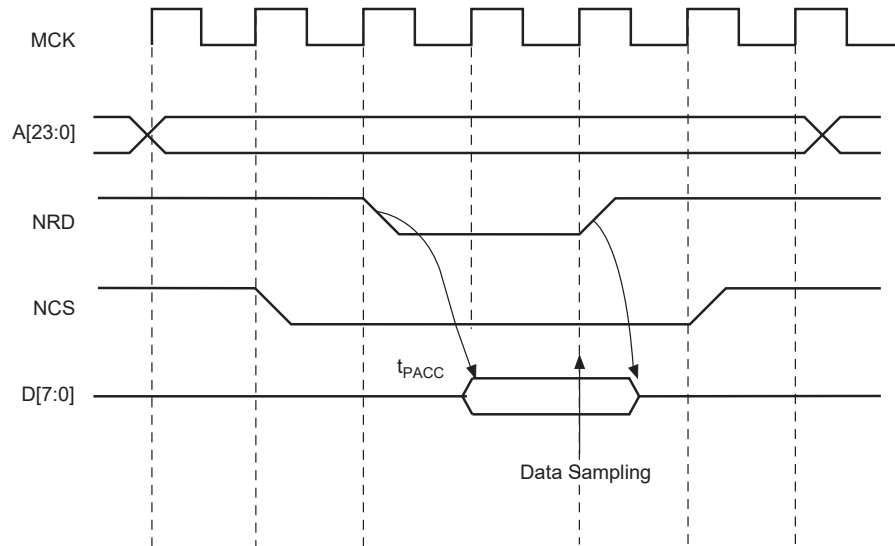 MCK
A[23:0]
NRD
NCS
tPACC
D[7:0]
Data Sampling